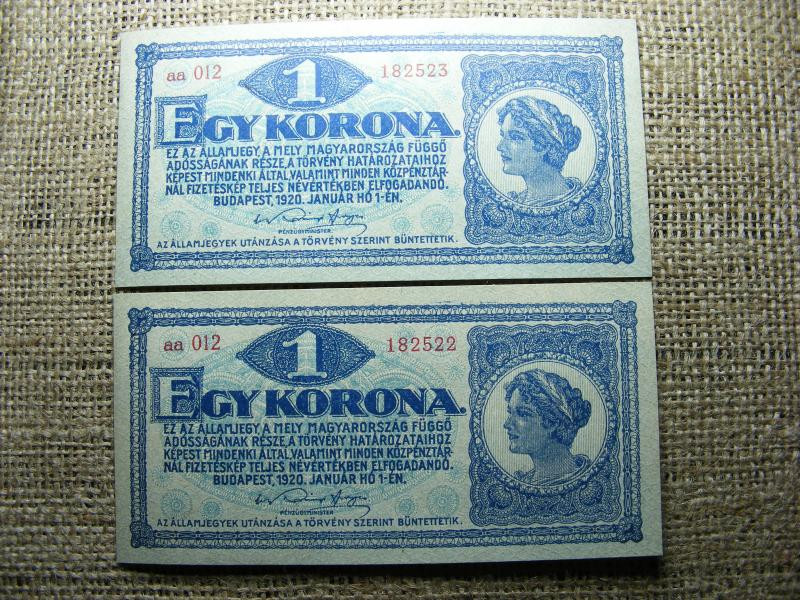 aa 012 1 182523
EGY KORONA.
EZ AZ ÁLLAMJEGY, A MELY MAGYARORSZÁG FÜGGŐ
ADÓSSÁGÁNAK RÉSZE, A TÖRVÉNY HATÁROZATAIHOZ
KÉPEST MINDENKI ÁLTAL, VALAMINT MINDEN KÖZPÉNZTÁR-
NÁL FIZETÉSKÉP TELJES NÉVÉRTÉKBEN ELFOGADANDÓ.
BUDAPEST, 1920. JANUÁR HÓ 1-ÉN.
PÉNZÜGYMINISTER.
AZ ÁLLAMJEGYEK UTÁNZÁSA A TÖRVÉNY SZERINT BÜNTETTETIK.
aa 012 1 182522
EGY KORONA.
EZ AZ ÁLLAMJEGY, A MELY MAGYARORSZÁG FÜGGŐ
ADÓSSÁGÁNAK RÉSZE, A TÖRVÉNY HATÁROZATAIHOZ
KÉPEST MINDENKI ÁLTAL, VALAMINT MINDEN KÖZPÉNZTÁR-
NÁL FIZETÉSKÉP TELJES NÉVÉRTÉKBEN ELFOGADANDÓ.
BUDAPEST, 1920. JANUÁR HÓ 1-ÉN.
PÉNZÜGYMINISTER.
AZ ÁLLAMJEGYEK UTÁNZÁSA A TÖRVÉNY SZERINT BÜNTETTETIK.